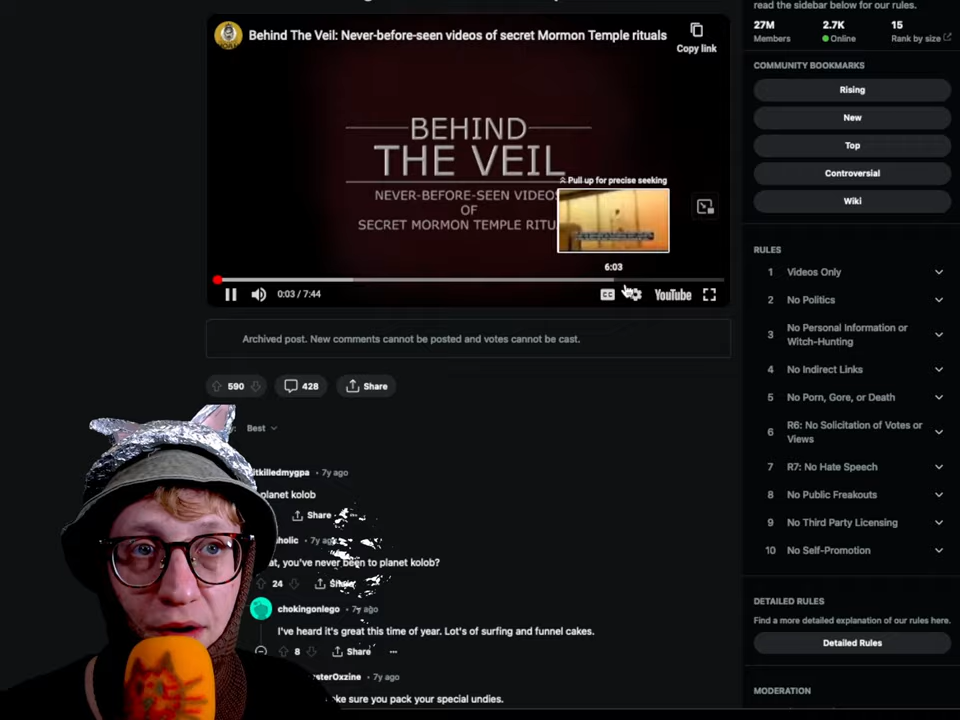 read the sidebar below for our rules.
27M
2.7K
15
Members
Online
Rank by size
COMMUNITY BOOKMARKS
Rising
New
Top
Controversial
Wiki
RULES
1 Videos Only
2 No Politics
3 No Personal Information or
Witch-Hunting
4 No Indirect Links
5 No Porn, Gore, or Death
6 R6: No Solicitation of Votes or
Views
7 R7: No Hate Speech
8 No Public Freakouts
9 No Third Party Licensing
10 No Self-Promotion
DETAILED RULES
Find a more detailed explanation of our rules here.
Detailed Rules
MODERATION
Behind The Veil: Never-before-seen videos of secret Mormon Temple rituals
Copy link
BEHIND
THE VEIL
NEVER-BEFORE-SEEN VIDEOS
OF
SECRET MORMON TEMPLE RITU
Pull up for precise seeking
6:03
0:03 / 7:44
CC
YouTube
Archived post. New comments cannot be posted and votes cannot be cast.
590
428
Share
Best
itkilledmygpa • 7y ago
planet kolob
Share
holic • 7y ago
at, you've never been to planet kolob?
24
Share
chokingonlego • 7y ago
I've heard it's great this time of year. Lot's of surfing and funnel cakes.
8
Share
sterOxzine • 7y ago
ke sure you pack your special undies.